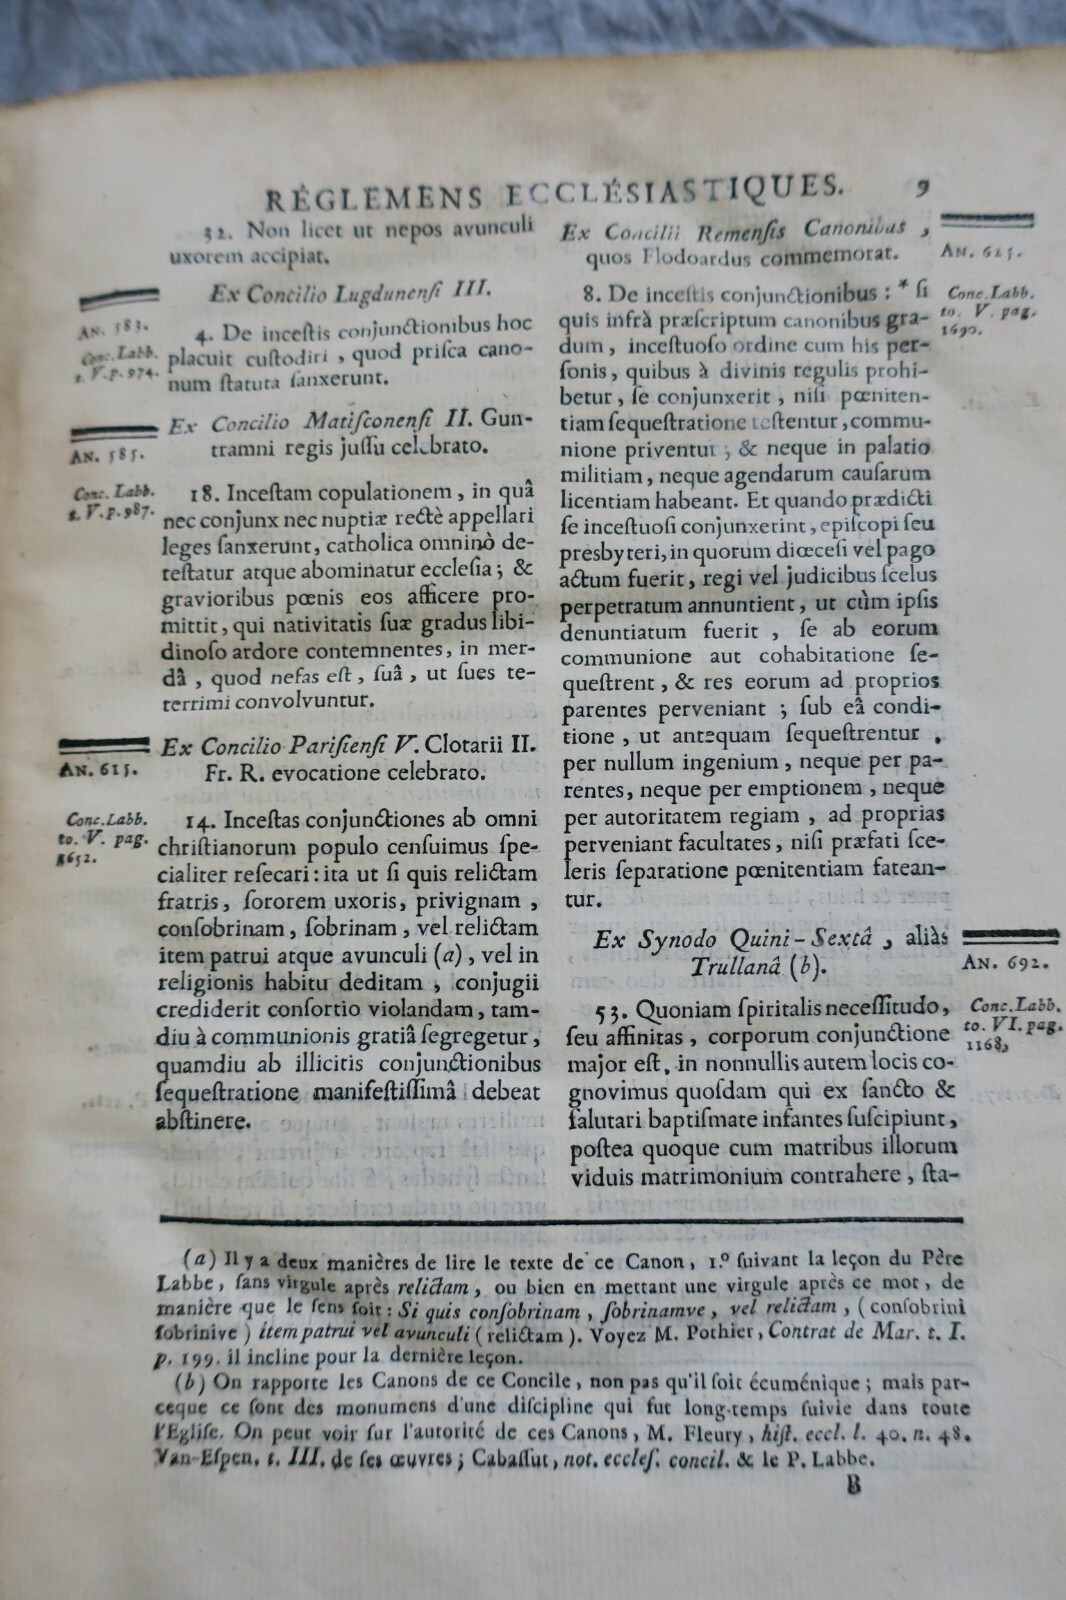 RÉGLEMENS ECCLÉSIASTIQUES. 9
32. Non licet ut nepos avunculi
uxorem accipiat.
Ex Concilio Lugdunensi III.
AN. 583.
Conc. Labb.
t. V. p. 974.
4. De incestis conjunctionibus hoc
placuit custodiri, quod prisca cano-
num statuta sanxerunt.
Ex Concilio Matisconensi II. Gun-
tramni regis jussu celebrato.
AN. 585.
Conc. Labb.
t. V. p. 987.
18. Incestam copulationem, in quâ
nec conjunx nec nuptiæ rectè appellari
leges sanxerunt, catholica omninò de-
testatur atque abominatur ecclesia; &
gravioribus pœnis eos afficere pro-
mittit, qui nativitatis suæ gradus libi-
dinoso ardore contemnentes, in mer-
dâ, quod nefas est, suâ, ut sues te-
terrimi convolvuntur.
Ex Concilio Parisiensi V. Clotarii II.
Fr. R. evocatione celebrato.
AN. 615.
Conc. Labb.
to. V. pag.
1652.
14. Incestas conjunctiones ab omni
christianorum populo censuimus spe-
cialiter resecari: ita ut si quis relictam
fratris, sororem uxoris, privignam,
consobrinam, sobrinam, vel relictam
item patrui atque avunculi (a), vel in
religionis habitu deditam, conjugii
crediderit consortio violandam, tam-
diu à communionis gratiâ segregetur,
quamdiu ab illicitis conjunctionibus
sequestratione manifestissimâ debeat
abstinere.
Ex Concilii Remensis Canonibus,
quos Flodoardus commemorat.
AN. 625.
Conc. Labb.
to. V. pag.
1690.
8. De incestis conjunctionibus: * si
quis infrà præscriptum canonibus gra-
dum, incestuoso ordine cum his per-
sonis, quibus à divinis regulis prohi-
betur, se conjunxerit, nisi pœniten-
tiam sequestratione testentur, commu-
nione priventur; & neque in palatio
militiam, neque agendarum causarum
licentiam habeant. Et quando prædicti
se incestuosi conjunxerint, episcopi seu
presbyteri, in quorum diœcesi vel pago
actum fuerit, regi vel judicibus scelus
perpetratum annuntient, ut cùm ipsis
denuntiatum fuerit, se ab eorum
communione aut cohabitatione se-
questrent, & res eorum ad proprios
parentes perveniant; sub eâ condi-
tione, ut antequam sequestrentur,
per nullum ingenium, neque per pa-
rentes, neque per emptionem, neque
per autoritatem regiam, ad proprias
perveniant facultates, nisi præfati sce-
leris separatione pœnitentiam fatean-
tur.
Ex Synodo Quini-Sextâ, aliàs
Trullanâ (b).
AN. 692.
Conc. Labb.
to. VI. pag.
1168,
53. Quoniam spiritalis necessitudo,
seu affinitas, corporum conjunctione
major est, in nonnullis autem locis co-
gnovimus quosdam qui ex sancto &
salutari baptismate infantes suscipiunt,
postea quoque cum matribus illorum
viduis matrimonium contrahere, sta-
(a) Il y a deux manières de lire le texte de ce Canon, 1.° suivant la leçon du Père
Labbe, sans virgule après relictam, ou bien en mettant une virgule après ce mot, de
manière que le sens soit: Si quis consobrinam, sobrinamve, vel relictam, (consobrini
sobrinive) item patrui vel avunculi (relictam). Voyez M. Pothier, Contrat de Mar. t. I.
p. 199. il incline pour la dernière leçon.
(b) On rapporte les Canons de ce Concile, non pas qu'il soit écuménique; mais par-
ceque ce sont des monumens d'une discipline qui fut long-temps suivie dans toute
l'Eglise. On peut voir sur l'autorité de ces Canons, M. Fleury, hist. eccl. l. 40. n. 48.
Van-Espen. t. III. de ses œuvres; Cabassut, not. eccles. concil. & le P. Labbe.
B